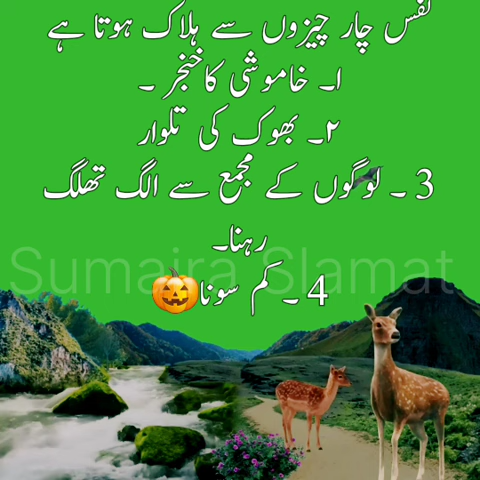 نفس چار چیزوں سے ہلاک ہوتا ہے
۱۔ خاموشی کا خنجر ۔
۲۔ بھوک کی تلوار
3 ۔ لوگوں کے مجمع سے الگ تھلگ
رہنا۔
Sumaira Slamat
4 ۔ کم سونا